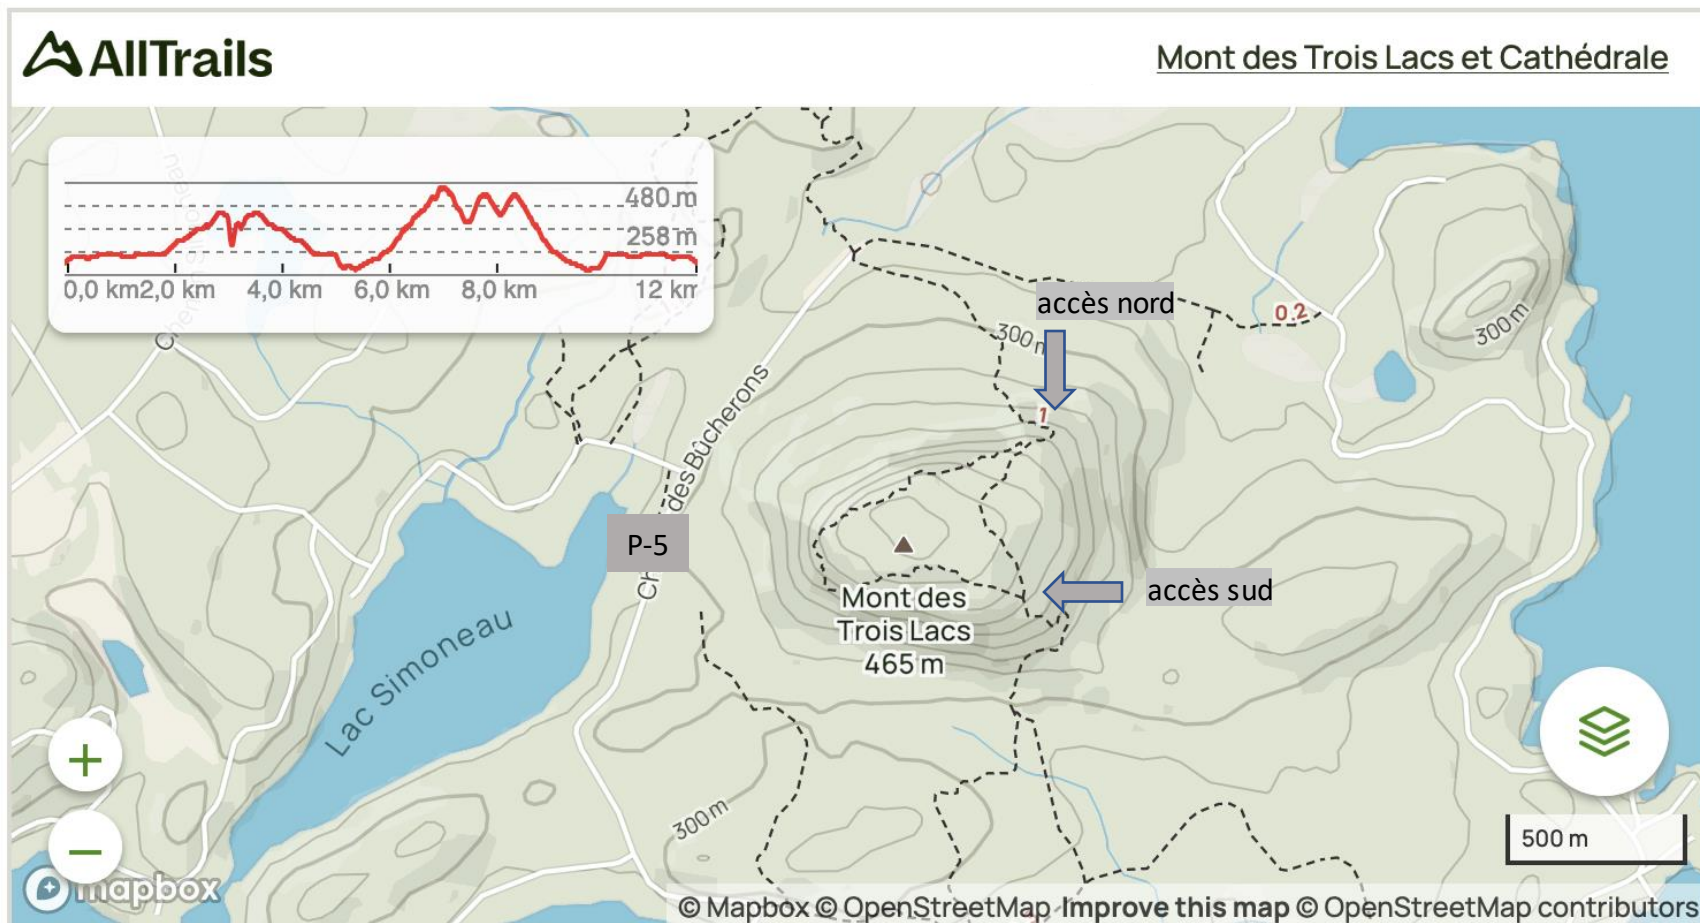 AllTrails
Mont des Trois Lacs et Cathédrale
480 m
258 m
0,0 km
2,0 km
4,0 km
6,0 km
8,0 km
12 km
accès nord
0.2
300 m
300 m
1
des Bûcherons
P-5
Ch
accès sud
Mont des
Trois Lacs
465 m
Lac Simoneau
300 m
+
−
500 m
mapbox
© Mapbox © OpenStreetMap Improve this map © OpenStreetMap contributors